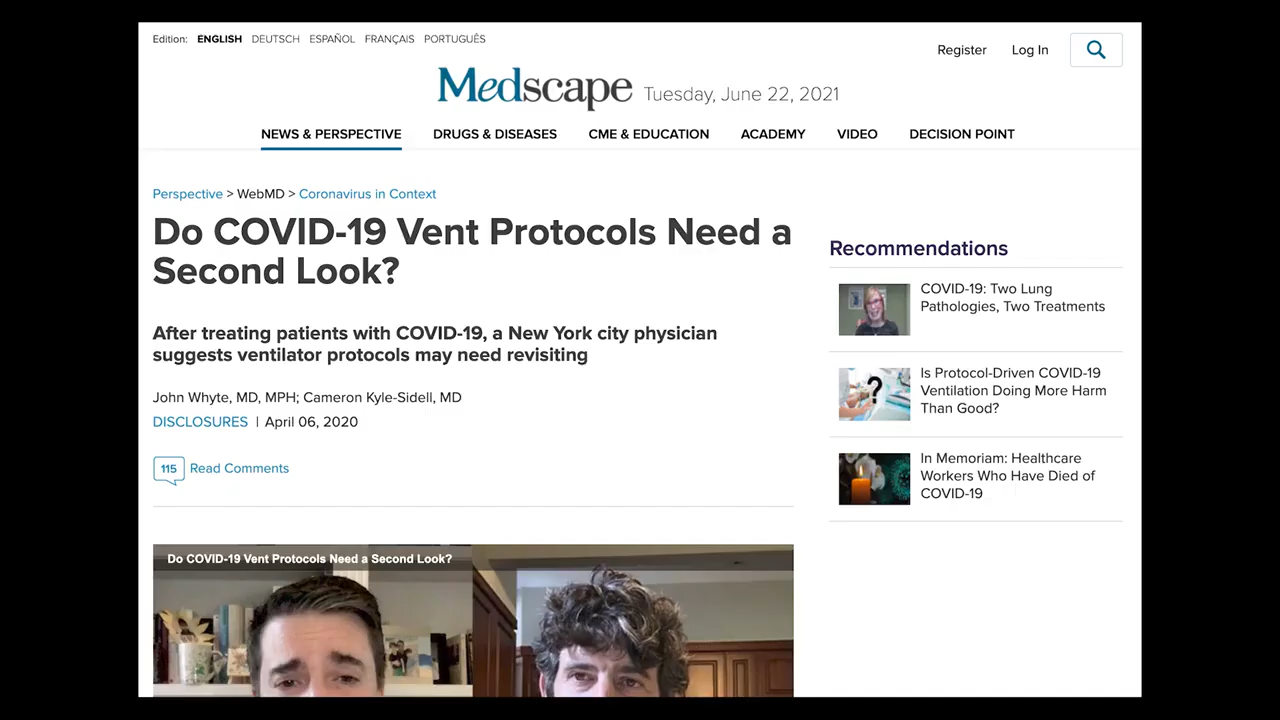 Edition: ENGLISH DEUTSCH ESPAÑOL FRANÇAIS PORTUGUÊS
Register Log In
Medscape Tuesday, June 22, 2021
NEWS & PERSPECTIVE DRUGS & DISEASES CME & EDUCATION ACADEMY VIDEO DECISION POINT
Perspective > WebMD > Coronavirus in Context
Do COVID-19 Vent Protocols Need a
Second Look?
After treating patients with COVID-19, a New York city physician
suggests ventilator protocols may need revisiting
John Whyte, MD, MPH; Cameron Kyle-Sidell, MD
DISCLOSURES | April 06, 2020
115 Read Comments
Do COVID-19 Vent Protocols Need a Second Look?
Recommendations
COVID-19: Two Lung
Pathologies, Two Treatments
Is Protocol-Driven COVID-19
Ventilation Doing More Harm
Than Good?
In Memoriam: Healthcare
Workers Who Have Died of
COVID-19